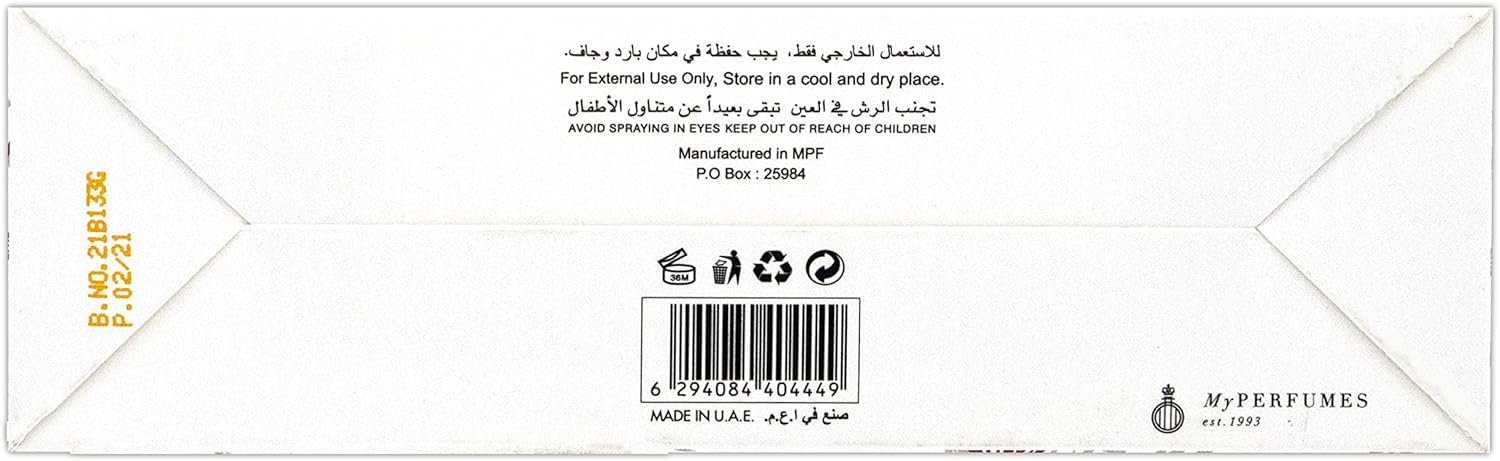 للاستعمال الخارجي فقط، يجب حفظة في مكان بارد وجاف.
For External Use Only, Store in a cool and dry place.
تجنب الرش في العين تبقى بعيداً عن متناول الأطفال
AVOID SPRAYING IN EYES KEEP OUT OF REACH OF CHILDREN
Manufactured in MPF
P.O Box : 25984
B.NO.21B133G
P.02/21
36M
6 294084 404449
MADE IN U.A.E. صنع في ا.ع.م.
MyPERFUMES
est.1993